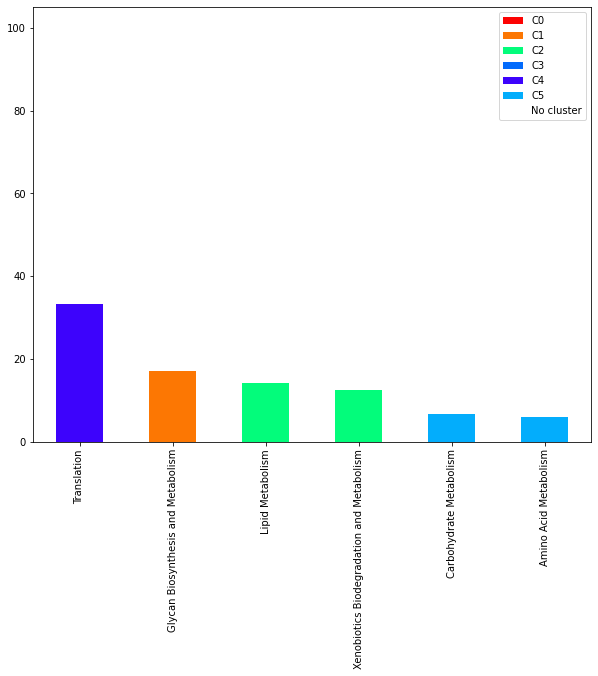 100
80
60
40
20
0
C0
C1
C2
C3
C4
C5
No cluster
Translation
Glycan Biosynthesis and Metabolism
Lipid Metabolism
Xenobiotics Biodegradation and Metabolism
Carbohydrate Metabolism
Amino Acid Metabolism